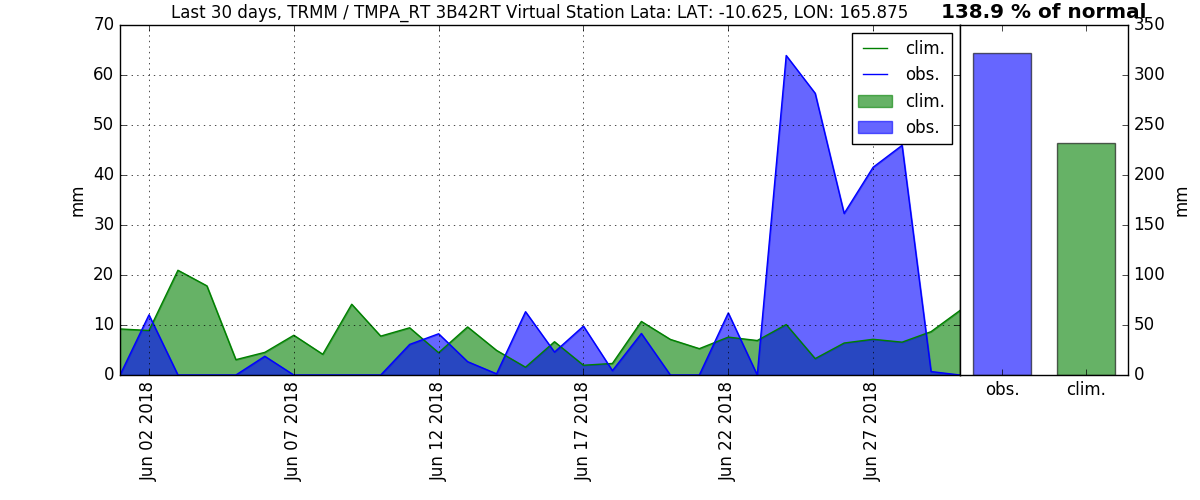 Last 30 days, TRMM / TMPA_RT 3B42RT Virtual Station Lata: LAT: -10.625, LON: 165.875
138.9 % of normal
70
60
50
40
30
20
10
0
mm
clim.
obs.
clim.
obs.
350
300
250
200
150
100
50
0
mm
Jun 02 2018
Jun 07 2018
Jun 12 2018
Jun 17 2018
Jun 22 2018
Jun 27 2018
obs.
clim.